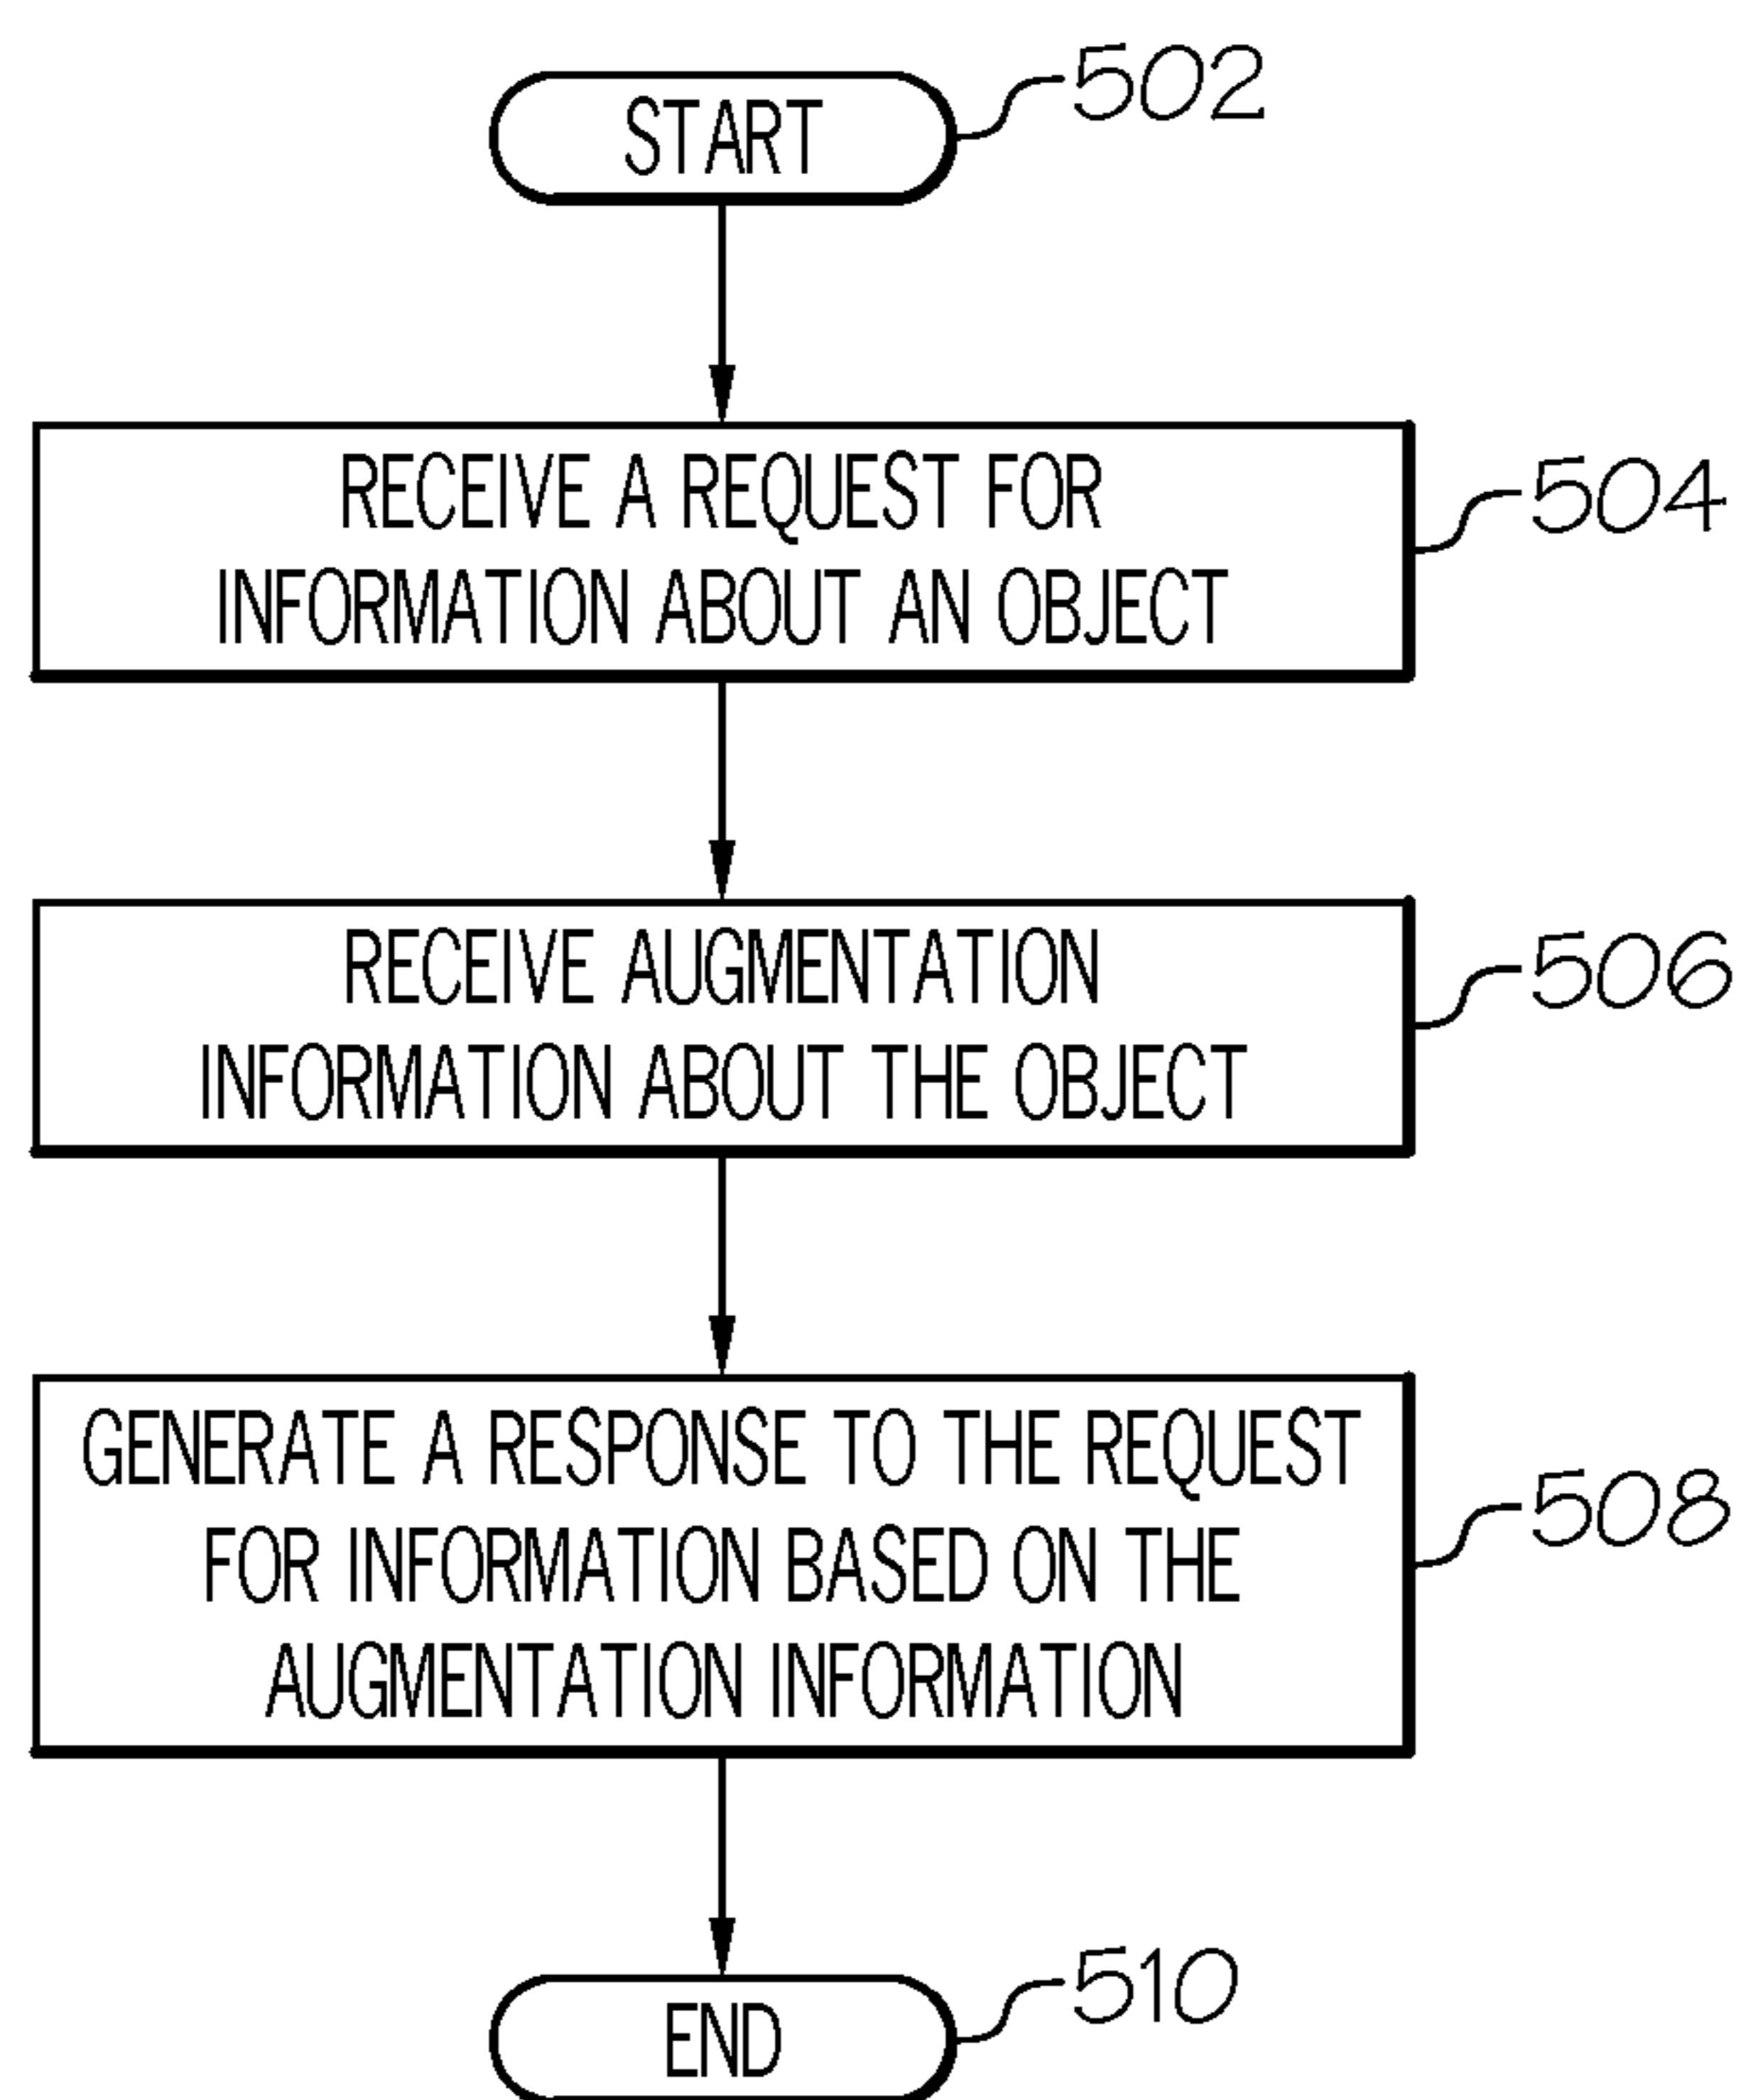 START
502
RECEIVE A REQUEST FOR
INFORMATION ABOUT AN OBJECT
504
RECEIVE AUGMENTATION
INFORMATION ABOUT THE OBJECT
506
GENERATE A RESPONSE TO THE REQUEST
FOR INFORMATION BASED ON THE
AUGMENTATION INFORMATION
508
END
510